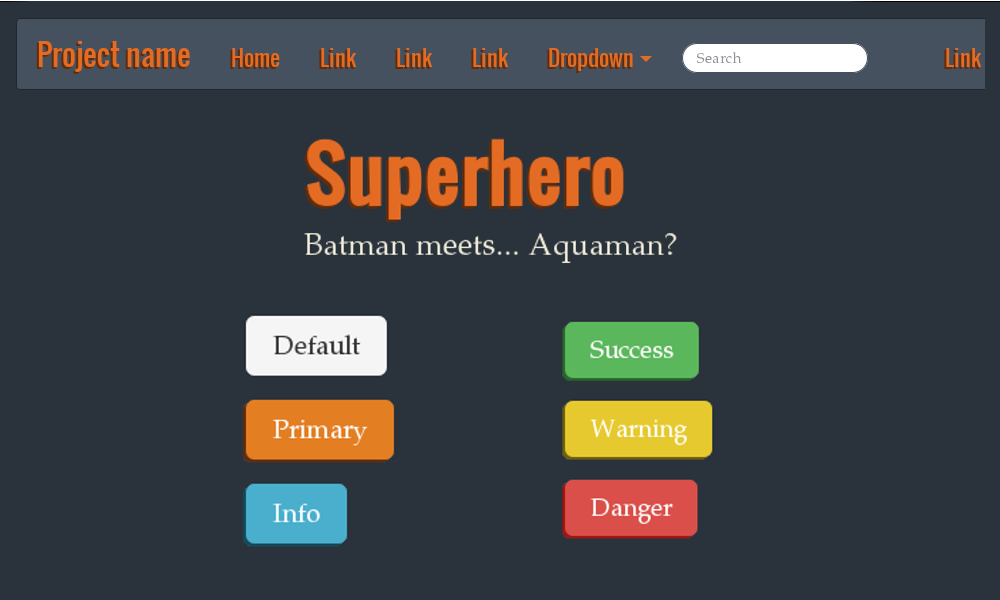 Project name Home Link Link Link Dropdown Search Link
Superhero
Batman meets... Aquaman?
Default Success
Primary Warning
Info Danger